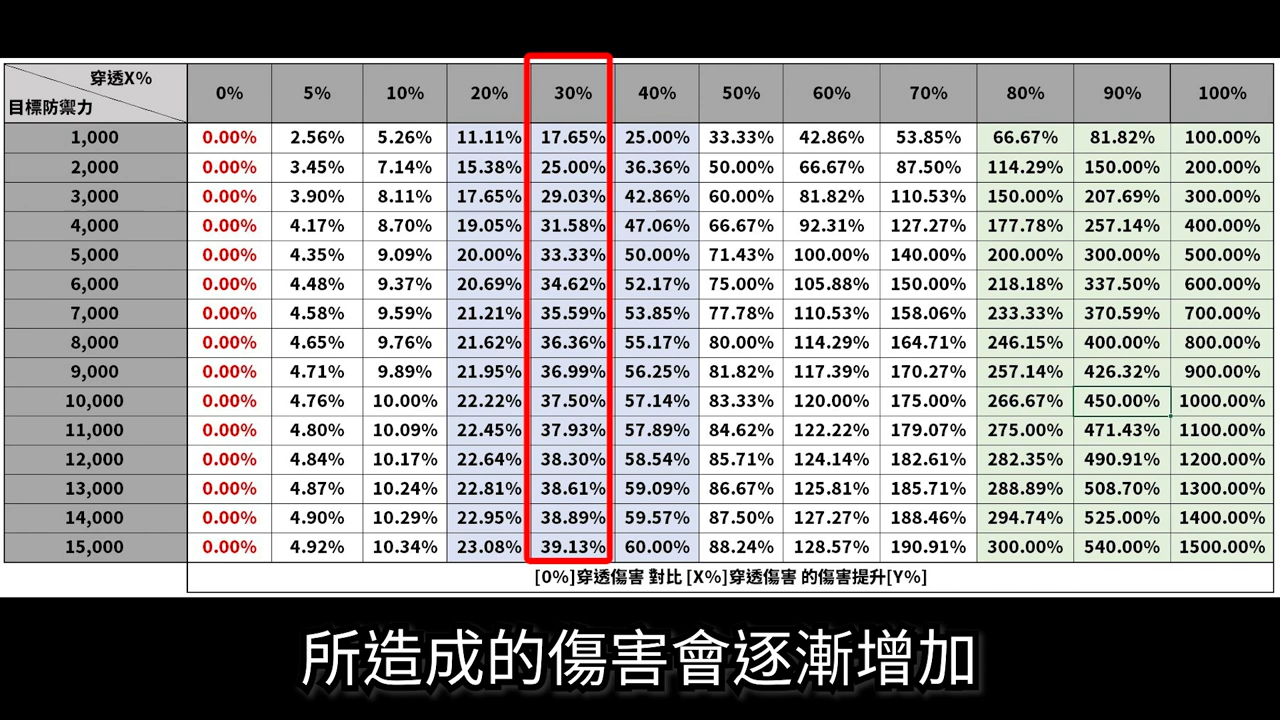 穿透X%
目標防禦力
0% 5% 10% 20% 30% 40% 50% 60% 70% 80% 90% 100%
1,000 0.00% 2.56% 5.26% 11.11% 17.65% 25.00% 33.33% 42.86% 53.85% 66.67% 81.82% 100.00%
2,000 0.00% 3.45% 7.14% 15.38% 25.00% 36.36% 50.00% 66.67% 87.50% 114.29% 150.00% 200.00%
3,000 0.00% 3.90% 8.11% 17.65% 29.03% 42.86% 60.00% 81.82% 110.53% 150.00% 207.69% 300.00%
4,000 0.00% 4.17% 8.70% 19.05% 31.58% 47.06% 66.67% 92.31% 127.27% 177.78% 257.14% 400.00%
5,000 0.00% 4.35% 9.09% 20.00% 33.33% 50.00% 71.43% 100.00% 140.00% 200.00% 300.00% 500.00%
6,000 0.00% 4.48% 9.37% 20.69% 34.62% 52.17% 75.00% 105.88% 150.00% 218.18% 337.50% 600.00%
7,000 0.00% 4.58% 9.59% 21.21% 35.59% 53.85% 77.78% 110.53% 158.06% 233.33% 370.59% 700.00%
8,000 0.00% 4.65% 9.76% 21.62% 36.36% 55.17% 80.00% 114.29% 164.71% 246.15% 400.00% 800.00%
9,000 0.00% 4.71% 9.89% 21.95% 36.99% 56.25% 81.82% 117.39% 170.27% 257.14% 426.32% 900.00%
10,000 0.00% 4.76% 10.00% 22.22% 37.50% 57.14% 83.33% 120.00% 175.00% 266.67% 450.00% 1000.00%
11,000 0.00% 4.80% 10.09% 22.45% 37.93% 57.89% 84.62% 122.22% 179.07% 275.00% 471.43% 1100.00%
12,000 0.00% 4.84% 10.17% 22.64% 38.30% 58.54% 85.71% 124.14% 182.61% 282.35% 490.91% 1200.00%
13,000 0.00% 4.87% 10.24% 22.81% 38.61% 59.09% 86.67% 125.81% 185.71% 288.89% 508.70% 1300.00%
14,000 0.00% 4.90% 10.29% 22.95% 38.89% 59.57% 87.50% 127.27% 188.46% 294.74% 525.00% 1400.00%
15,000 0.00% 4.92% 10.34% 23.08% 39.13% 60.00% 88.24% 128.57% 190.91% 300.00% 540.00% 1500.00%
[0%]穿透傷害 對比 [X%]穿透傷害 的傷害提升[Y%]
所造成的傷害會逐漸增加